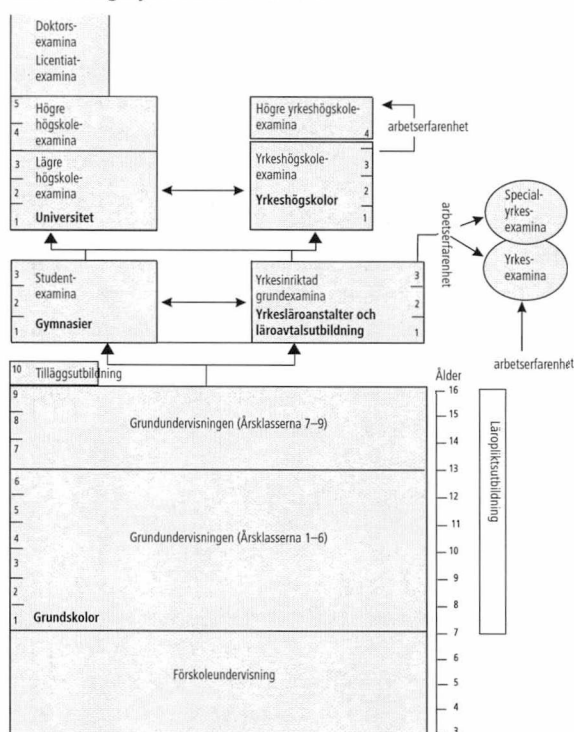 Doktors-
examina
Licentiat-
examina
5
4
Högre
högskole-
examina
3
2
1
Lägre
högskole-
examina
Universitet
Högre yrkeshögskole-
examina
4
arbetserfarenhet
Yrkeshögskole-
examina
Yrkeshögskolor
3
2
1
arbetserfarenhet
Special-
yrkes-
examina
Yrkes-
examina
arbetserfarenhet
3
2
1
Student-
examina
Gymnasier
Yrkesinriktad
grundexamina
Yrkesläroanstalter och
läroavtalsutbildning
3
2
1
10 Tilläggsutbildning
9
8
7
Grundundervisningen (Årsklasserna 7–9)
6
5
4
3
2
1
Grundundervisningen (Årsklasserna 1–6)
Grundskolor
Förskoleundervisning
Ålder
16
15
14
13
12
11
10
9
8
7
6
5
4
3
Läropliktsutbildning